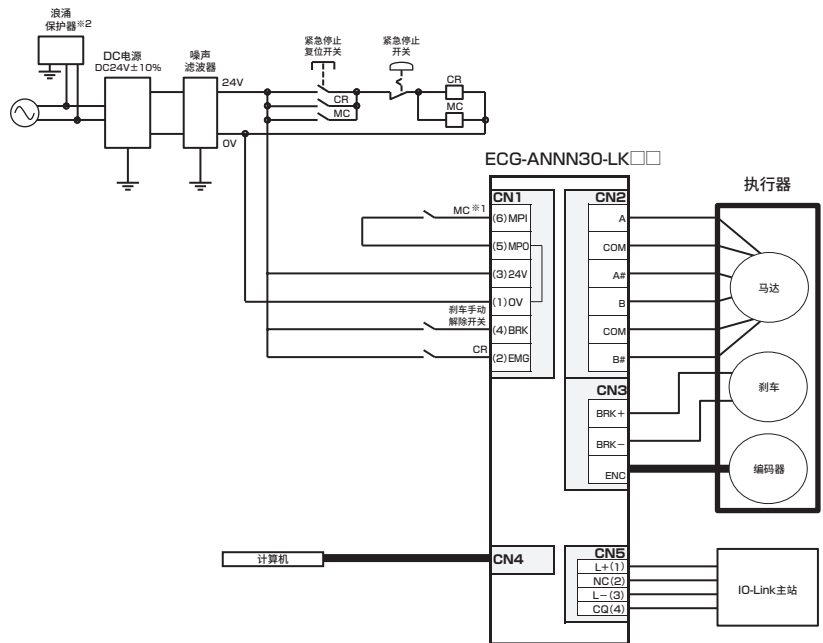 浪涌
保护器※2
DC电源
DC24V±10%
噪声
滤波器
24V
0V
紧急停止
复位开关
紧急停止
开关
CR
MC
CR
MC
ECG-ANNN30-LK□□
执行器
CN1
MC※1
(6)MPI
(5)MPO
(3)24V
(1)0V
刹车手动
解除开关
(4)BRK
CR
(2)EMG
CN2
A
COM
A#
B
COM
B#
马达
CN3
BRK+
BRK-
ENC
刹车
编码器
计算机
CN4
CN5
L+(1)
NC(2)
L-(3)
CQ(4)
IO-Link主站